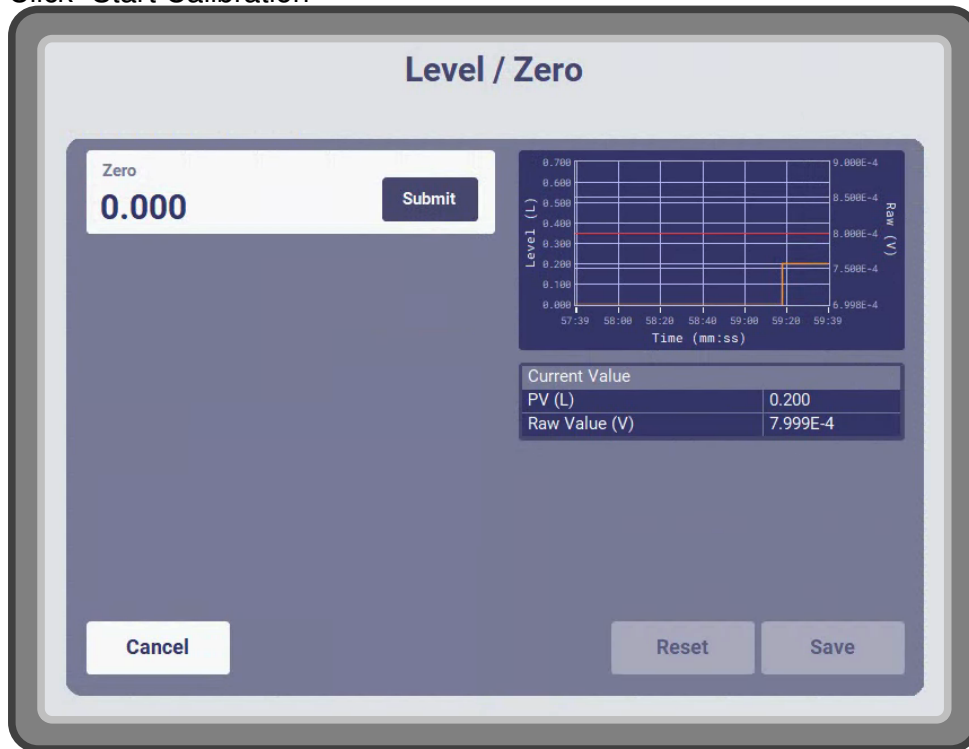 Click "Start Calibration"
Level / Zero
Zero
0.000
Submit
0.700
0.600
0.500
0.400
0.300
0.200
0.100
0.000
Level (L)
9.000E-4
8.500E-4
8.000E-4
7.500E-4
6.998E-4
Raw (V)
57:39 58:00 58:20 58:40 59:00 59:20 59:39
Time (mm:ss)
Current Value
PV (L) 0.200
Raw Value (V) 7.999E-4
Cancel
Reset
Save